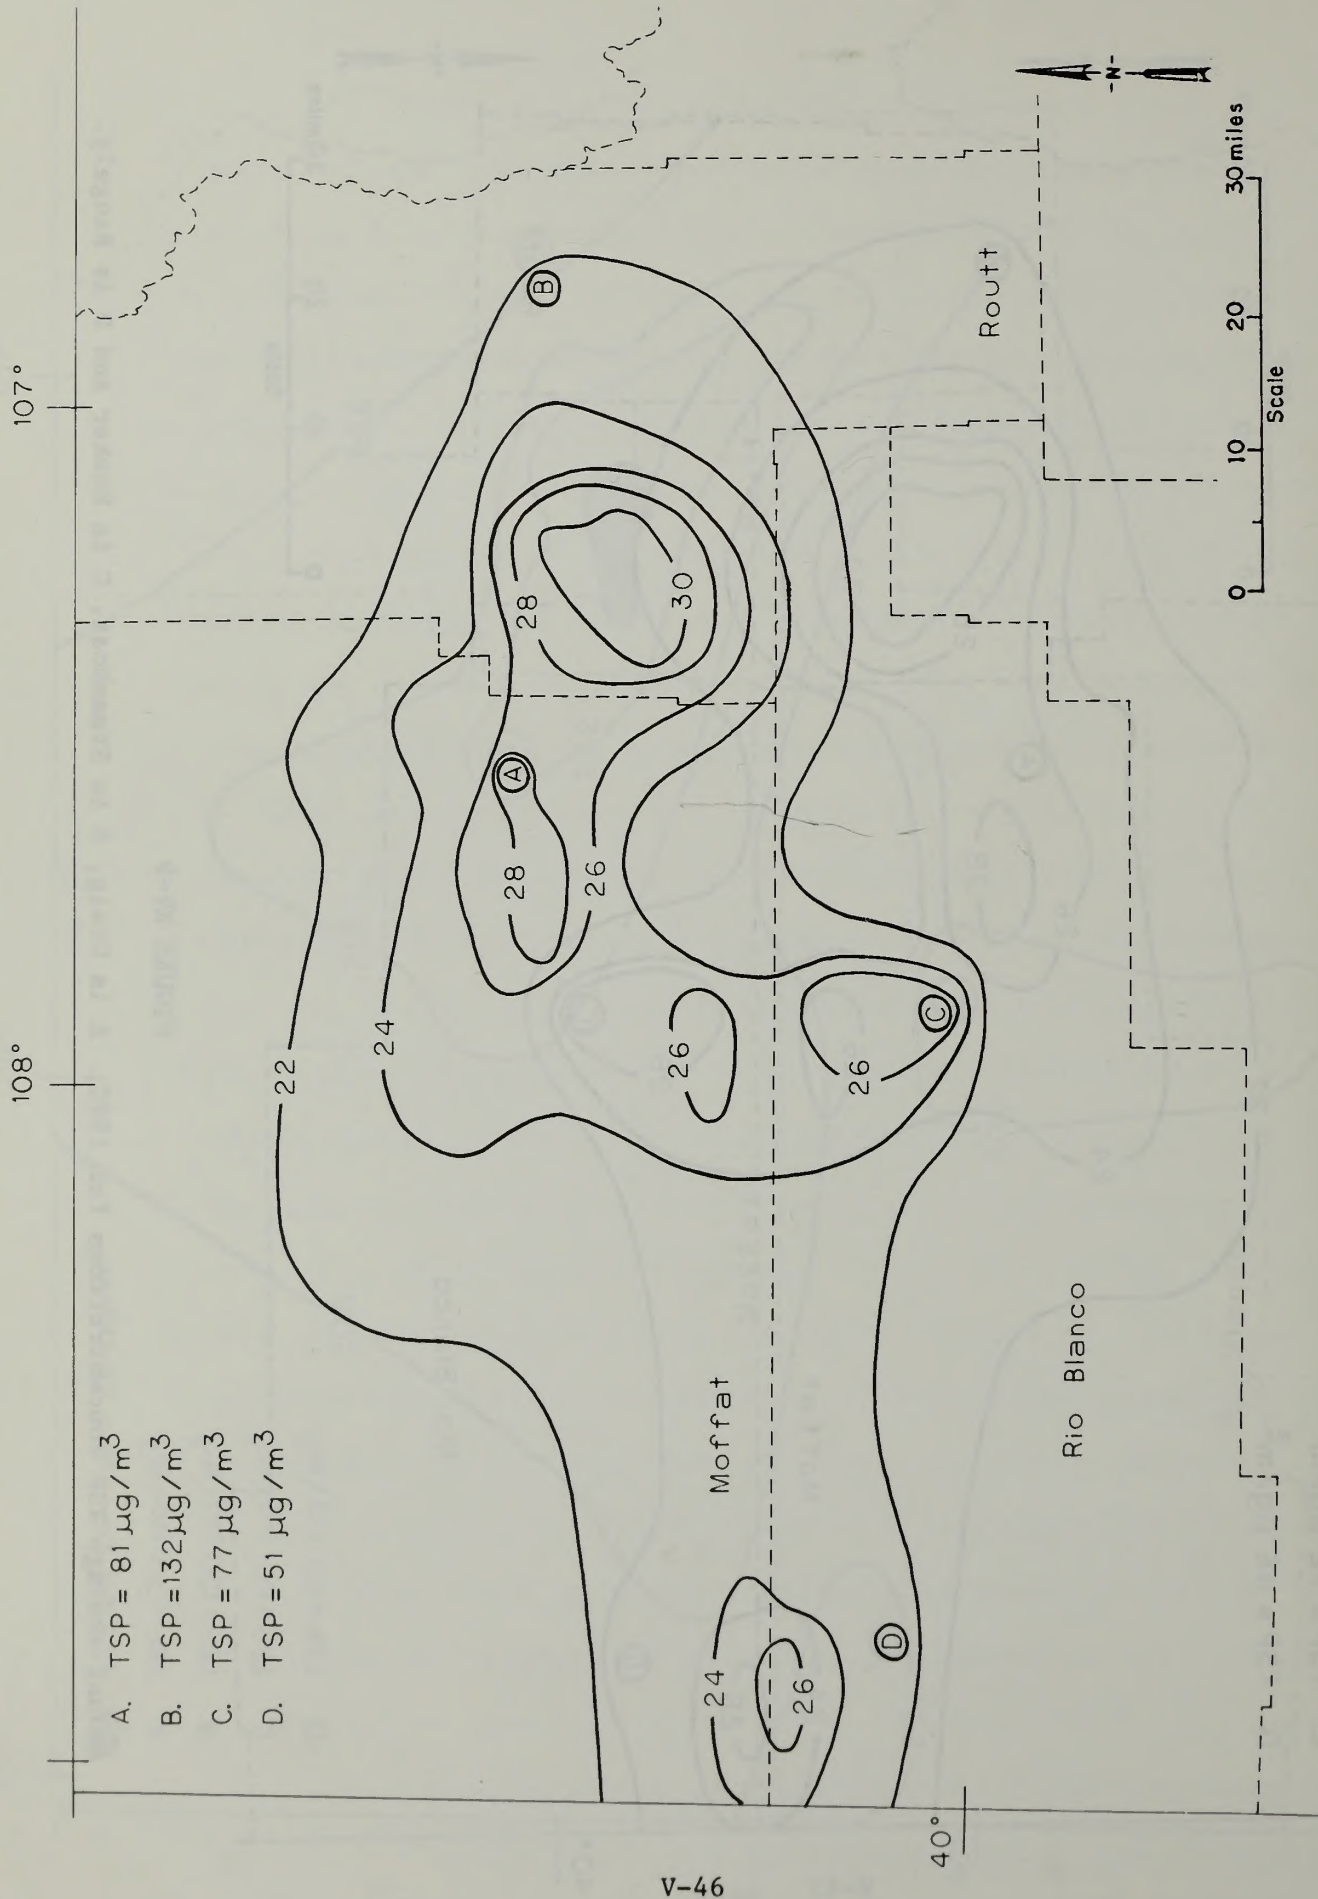 107°
108°
A. TSP = 81 µg/m³
B. TSP = 132 µg/m³
C. TSP = 77 µg/m³
D. TSP = 51 µg/m³
22
24
28
A
28
26
30
B
26
26
C
24
26
D
Moffat
Rio Blanco
Routt
40°
-N-
0 10 20 30 miles
Scale
V-46